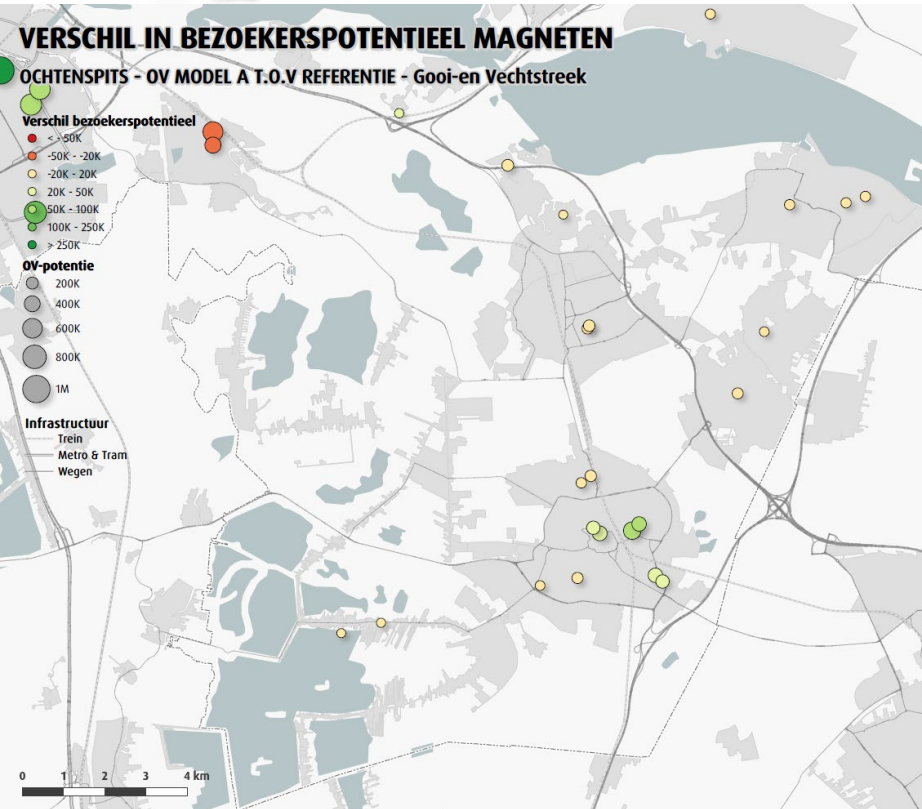 VERSCHIL IN BEZOEKERSPOTENTIEEL MAGNETEN
OCHTENSPITS - OV MODEL A T.O.V REFERENTIE - Gooi-en Vechtstreek
Verschil bezoekerspotentieel
< - 50K
-50K - -20K
-20K - 20K
20K - 50K
50K - 100K
100K - 250K
> 250K
OV-potentie
200K
400K
600K
800K
1M
Infrastructuur
Trein
Metro & Tram
Wegen
0 1 2 3 4 km